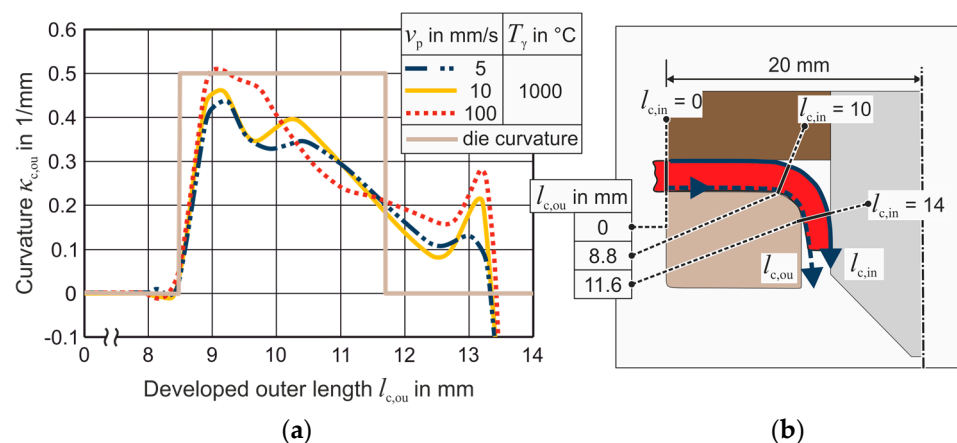 0.6
0.5
0.4
0.3
0.2
0.1
0
-0.1
Curvature κc,ou in 1/mm
0
8
9
10
11
12
13
14
Developed outer length lc,ou in mm
vp in mm/s
Tγ in °C
5
10
100
1000
die curvature
(a)
20 mm
lc,in = 0
lc,in = 10
lc,ou in mm
0
8.8
11.6
lc,in = 14
lc,ou
lc,in
(b)